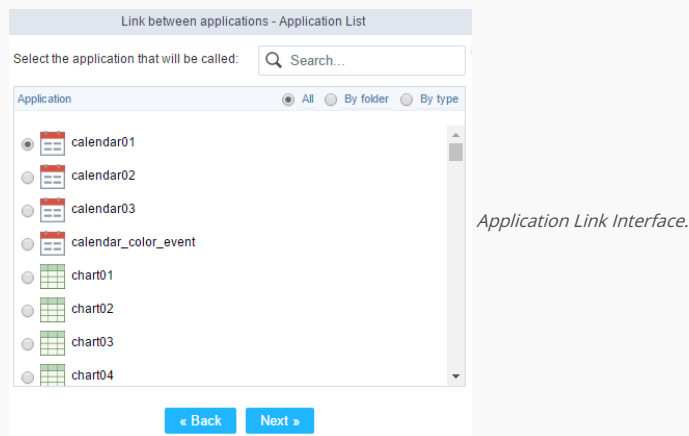 Link between applications - Application List
Select the application that will be called: Search...
Application All By folder By type
calendar01
calendar02
calendar03
calendar_color_event
chart01
chart02
chart03
chart04
« Back Next »
Application Link Interface.